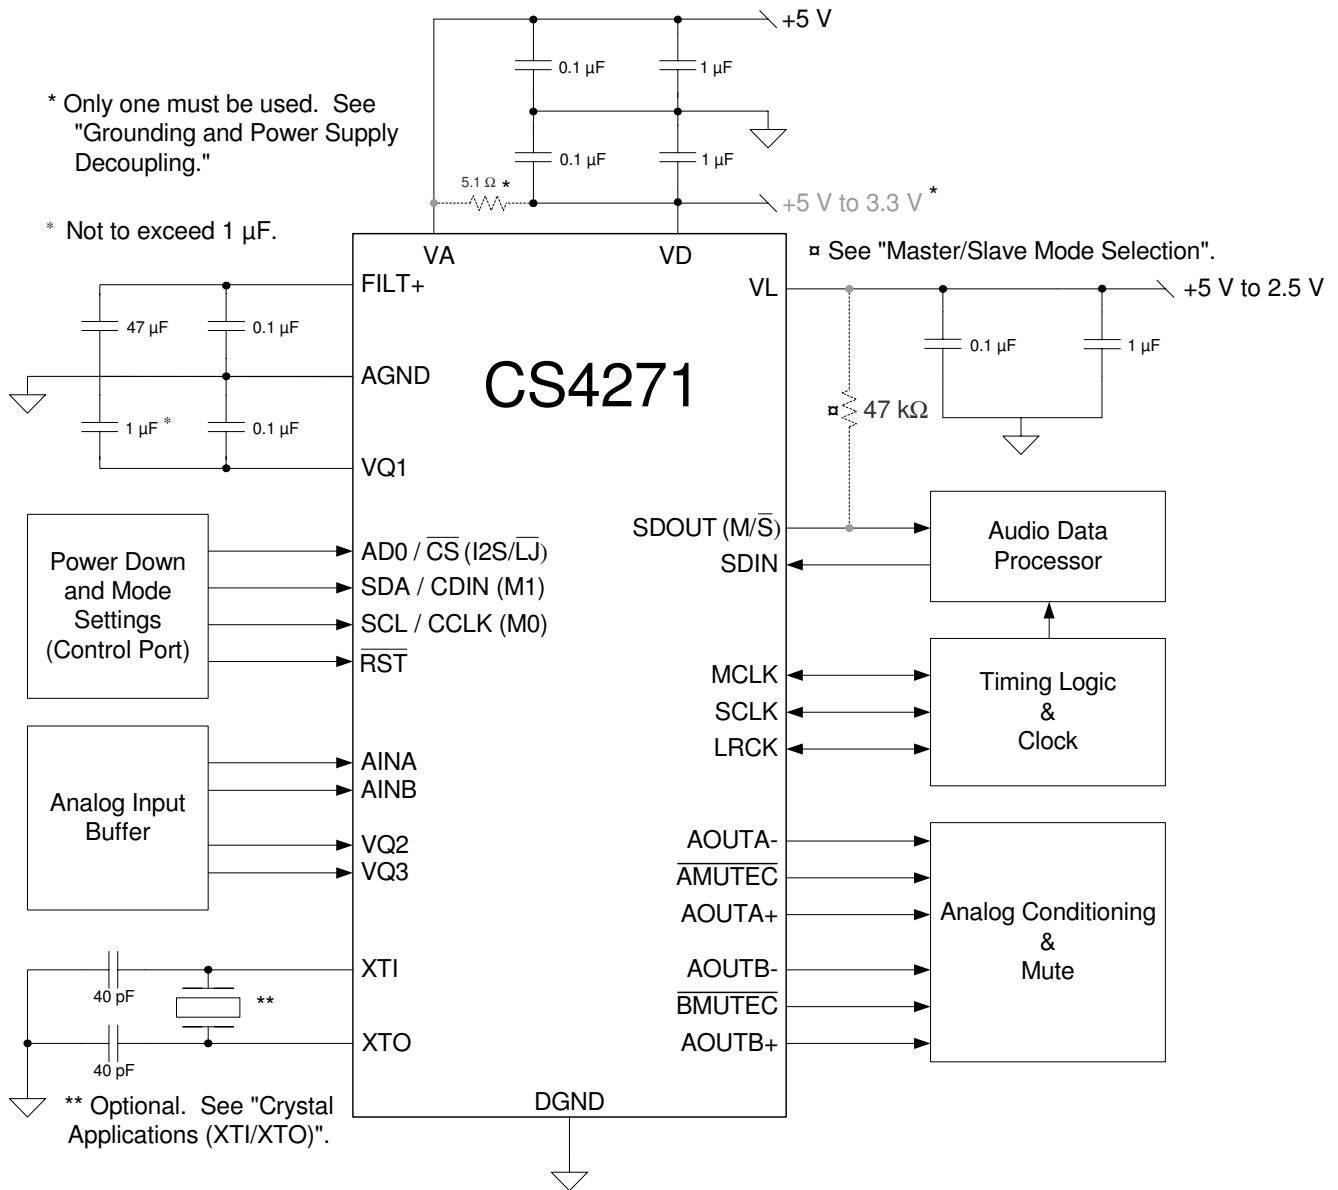 +5 V
0.1 µF
1 µF
* Only one must be used. See
"Grounding and Power Supply
Decoupling."
0.1 µF
1 µF
5.1 Ω *
+5 V to 3.3 V *
* Not to exceed 1 µF.
VA
VD
¤ See "Master/Slave Mode Selection".
FILT+
VL
+5 V to 2.5 V
47 µF
0.1 µF
0.1 µF
1 µF
AGND
CS4271
¤ 47 kΩ
1 µF *
0.1 µF
VQ1
Power Down
and Mode
Settings
(Control Port)
AD0 / C̅S̅ (I2S/L̅J̅)
SDA / CDIN (M1)
SCL / CCLK (M0)
R̅S̅T̅
SDOUT (M/S̅)
SDIN
Audio Data
Processor
MCLK
SCLK
LRCK
Timing Logic
&
Clock
Analog Input
Buffer
AINA
AINB
VQ2
VQ3
AOUTA-
A̅M̅U̅T̅E̅C̅
AOUTA+
AOUTB-
B̅M̅U̅T̅E̅C̅
AOUTB+
Analog Conditioning
&
Mute
XTI
40 pF
**
XTO
40 pF
** Optional. See "Crystal
Applications (XTI/XTO)".
DGND